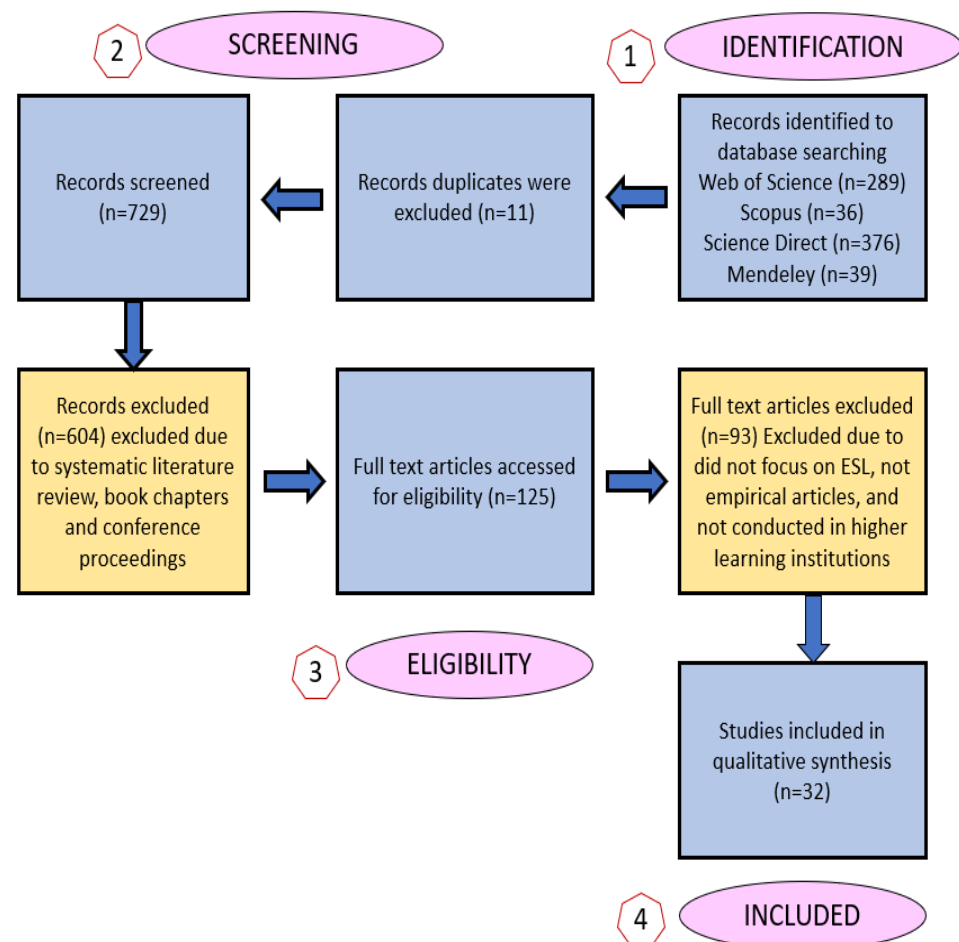 2
SCREENING
1
IDENTIFICATION
Records identified to
database searching
Web of Science (n=289)
Scopus (n=36)
Science Direct (n=376)
Mendeley (n=39)
Records duplicates were
excluded (n=11)
Records screened
(n=729)
Records excluded
(n=604) excluded due
to systematic literature
review, book chapters
and conference
proceedings
Full text articles accessed
for eligibility (n=125)
Full text articles excluded
(n=93) Excluded due to
did not focus on ESL, not
empirical articles, and
not conducted in higher
learning institutions
3
ELIGIBILITY
Studies included in
qualitative synthesis
(n=32)
4
INCLUDED